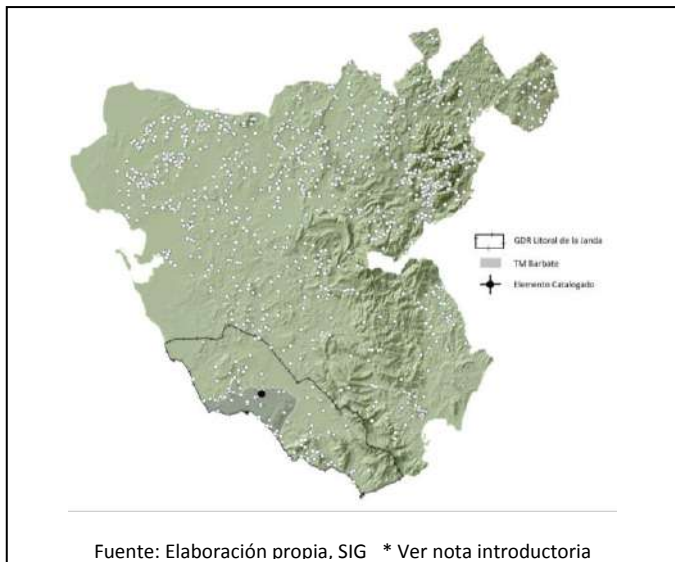 GDR Litoral de la Janda
TM Barbate
Elemento Catalogado
Fuente: Elaboración propia, SIG * Ver nota introductoria